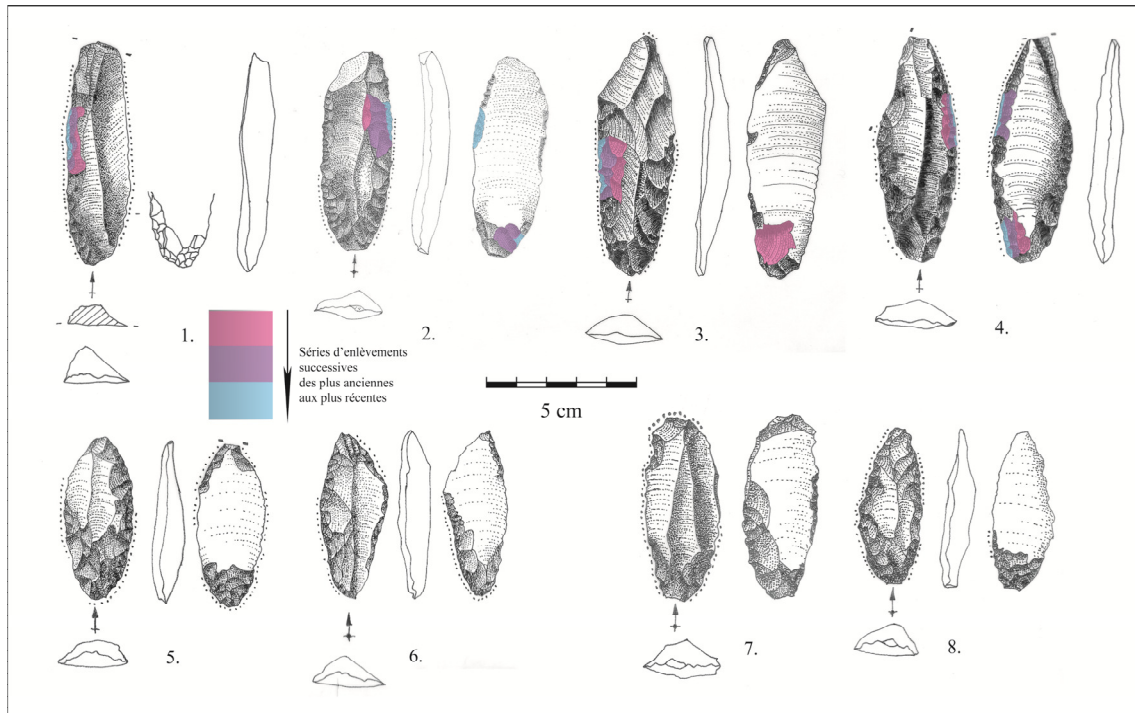 1.
2.
3.
4.
Séries d'enlèvements
successives
des plus anciennes
aux plus récentes
5 cm
5.
6.
7.
8.